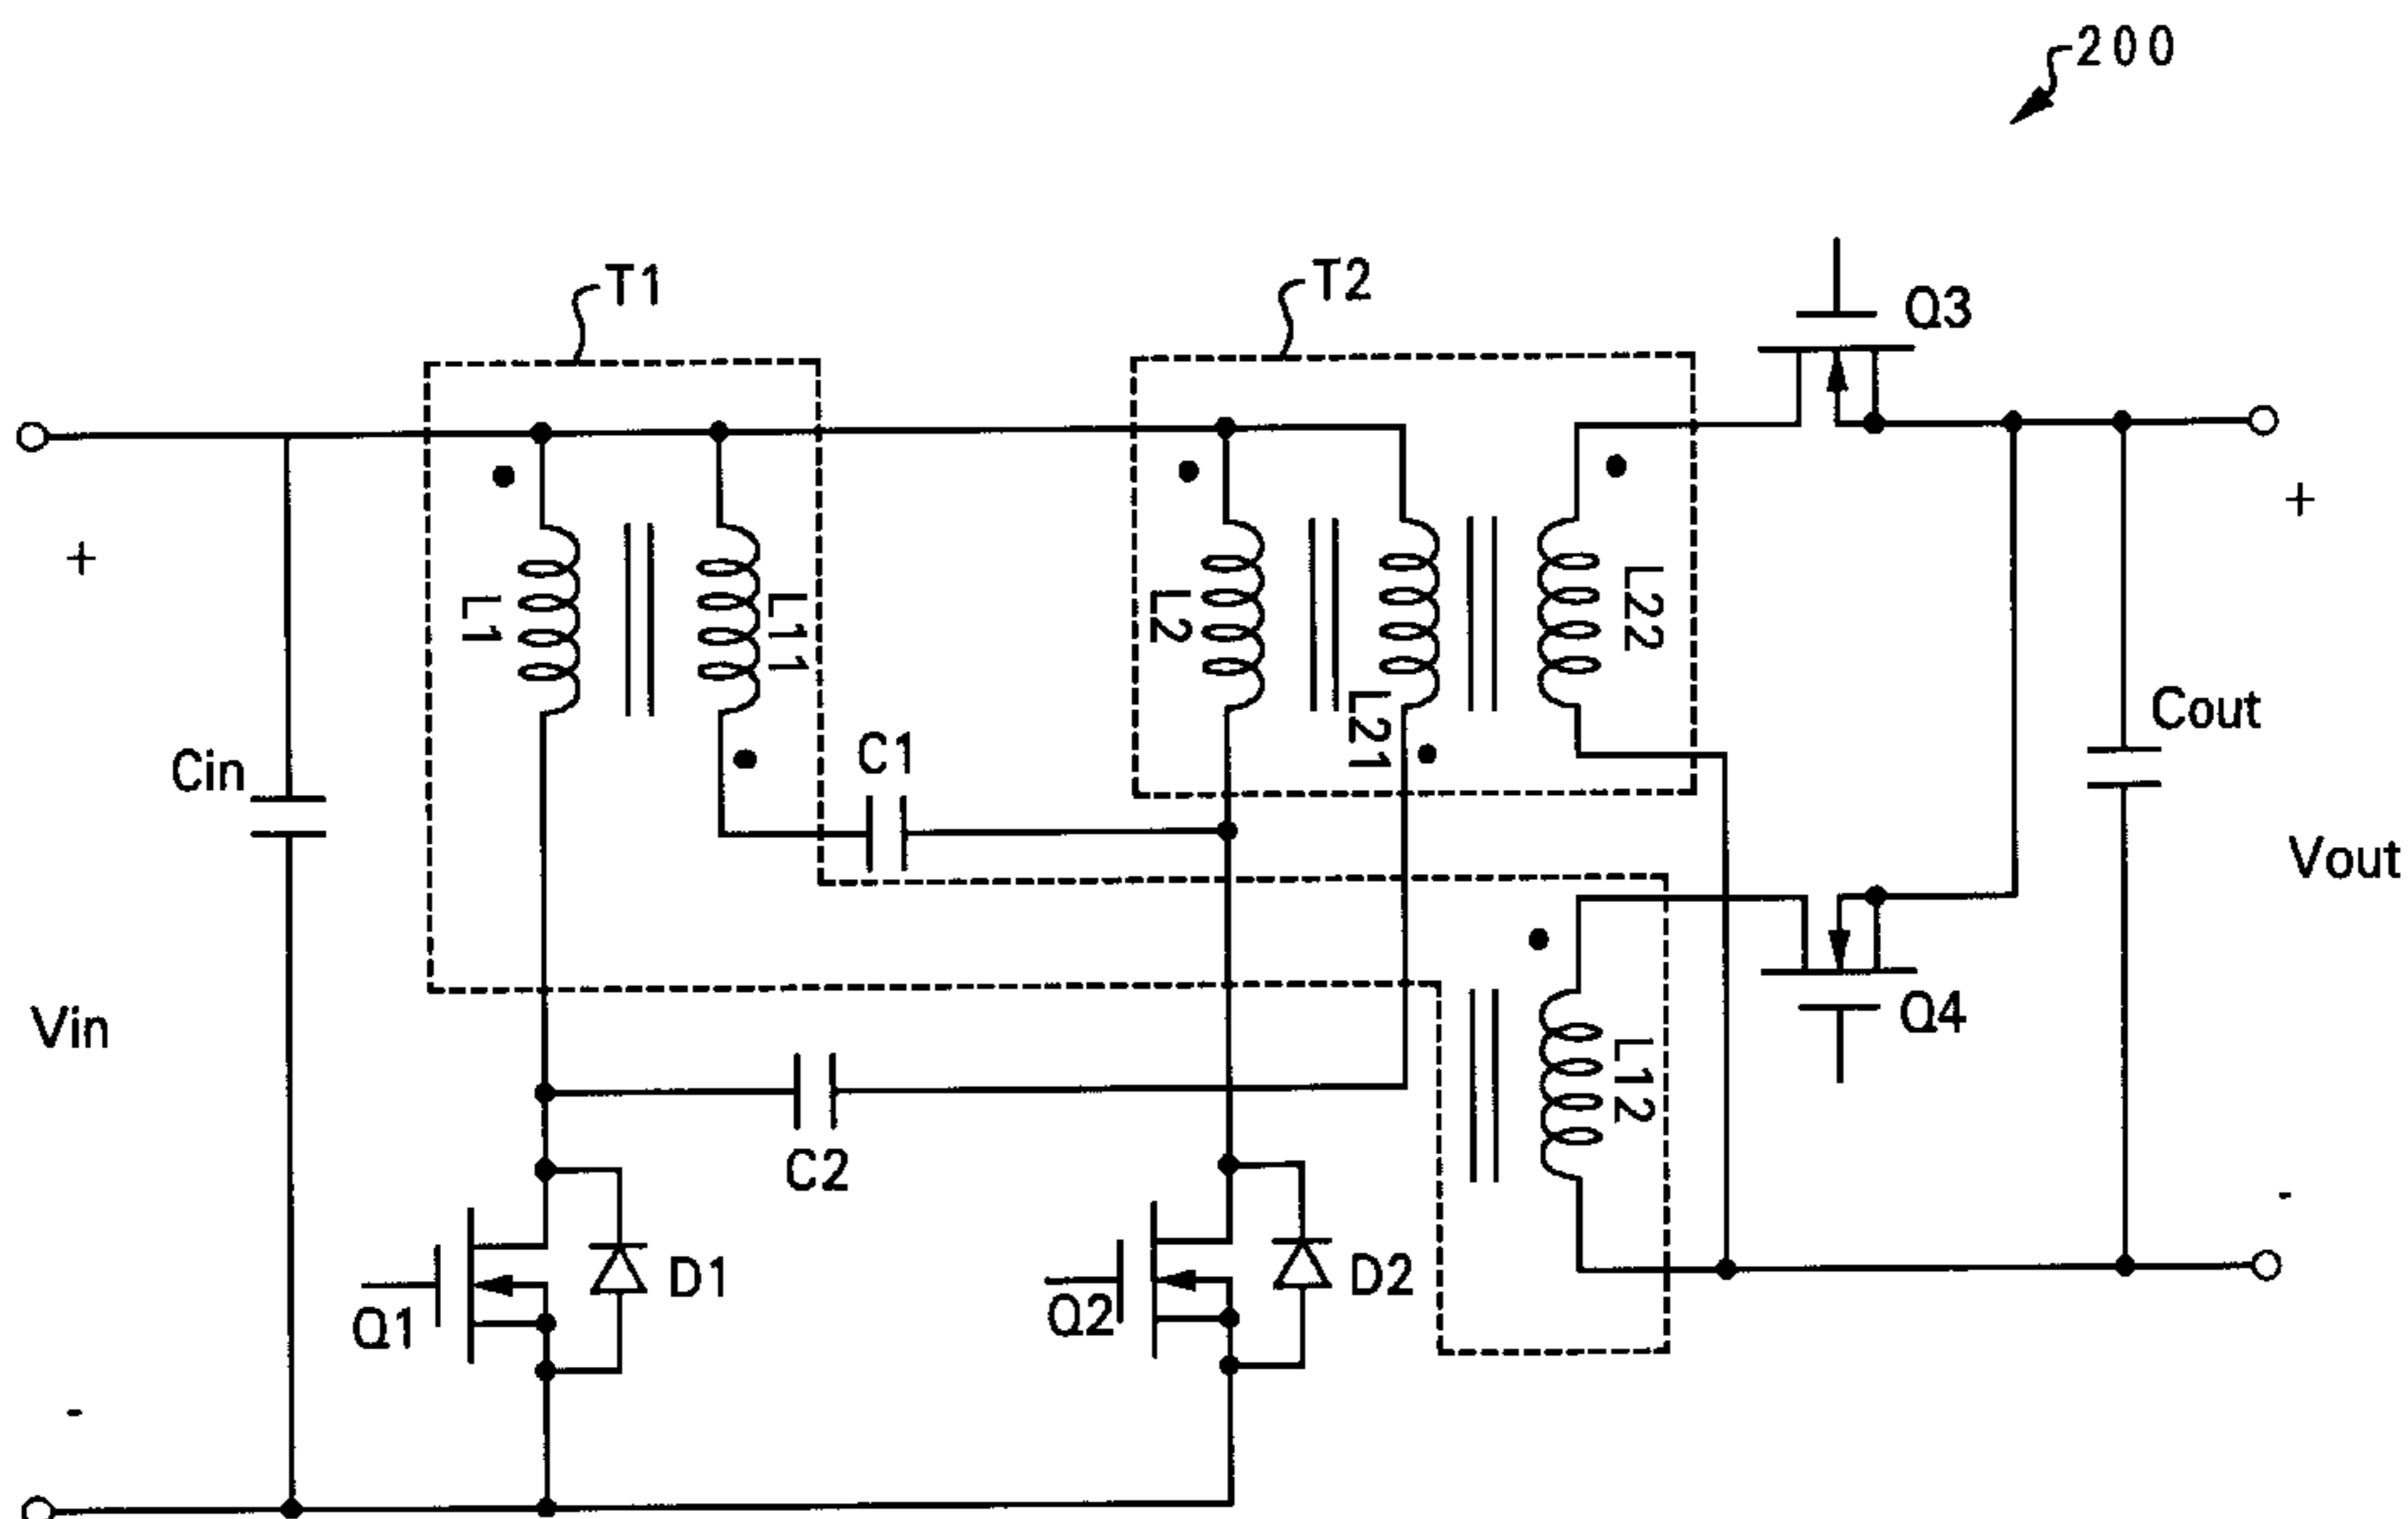 200
T1
T2
Q3
+
+
L1
L11
L2
L21
L22
Cin
C1
Cout
Vout
Vin
Q4
L12
C2
-
D1
D2
Q1
Q2
-